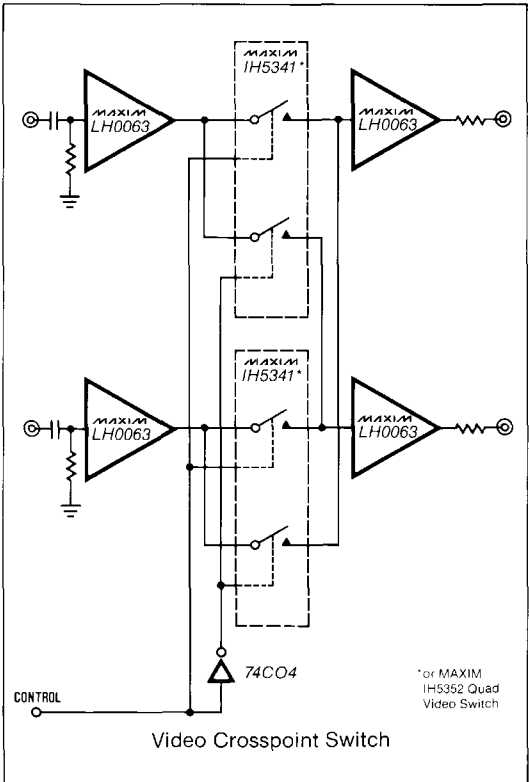 MAXIM
IH5341*
MAXIM
LH0063
MAXIM
LH0063
MAXIM
IH5341*
MAXIM
LH0063
MAXIM
LH0063
74CO4
CONTROL
*or MAXIM
IH5352 Quad
Video Switch
Video Crosspoint Switch